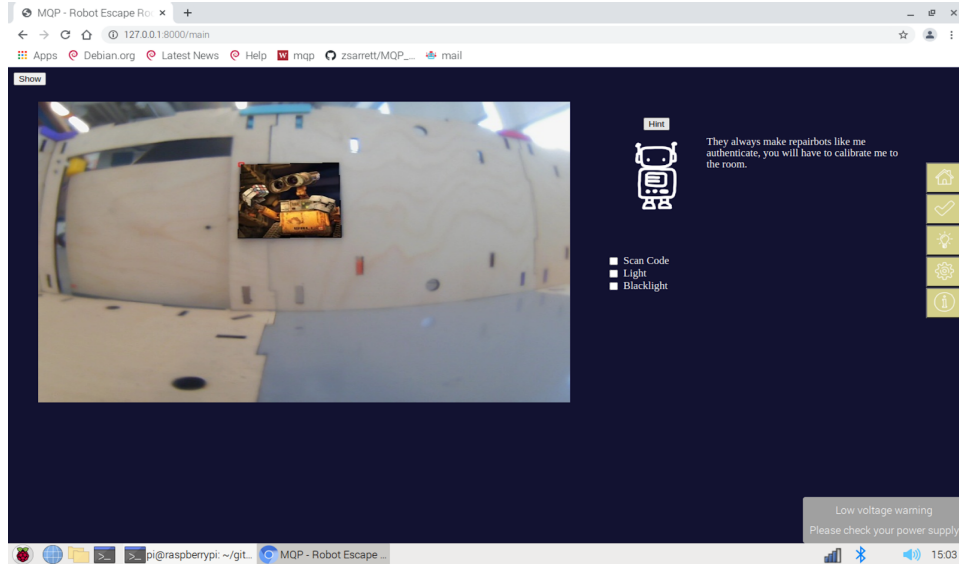 MQP - Robot Escape Ro
127.0.0.1:8000/main
Apps
Debian.org
Latest News
Help
mqp
zsarrett/MQP_...
mail
Show
Hint
They always make repairbots like me
authenticate, you will have to calibrate me to
the room.
Scan Code
Light
Blacklight
Low voltage warning
Please check your power supply
pi@raspberrypi: ~/git...
MQP - Robot Escape ...
15:03